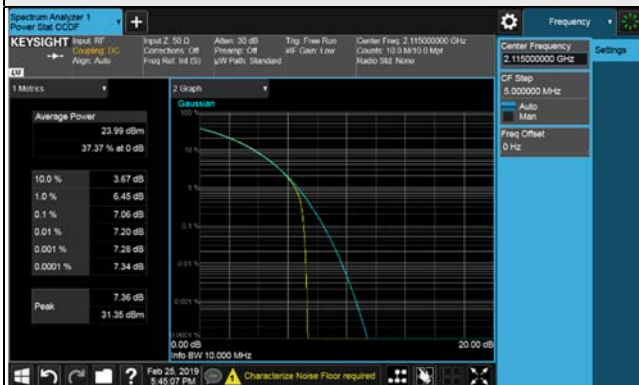 Spectrum Analyzer 1
Power Stat CCDF
Frequency
KEYSIGHT
Input: RF
Coupling: DC
Align: Auto
Input Z: 50 Ω
Corrections: Off
Freq Ref: Int (S)
Atten: 30 dB
Preamp: Off
µW Path: Standard
Trig: Free Run
#IF Gain: Low
Center Freq: 2.115000000 GHz
Counts: 10.0 M/10.0 Mpt
Radio Std: None
Center Frequency
2.115000000 GHz
Settings
CF Step
5.000000 MHz
Auto
Man
Freq Offset
0 Hz
1 Metrics
Average Power
23.99 dBm
37.37 % at 0 dB
10.0 % 3.67 dB
1.0 % 6.45 dB
0.1 % 7.06 dB
0.01 % 7.20 dB
0.001 % 7.28 dB
0.0001 % 7.34 dB
Peak
7.36 dB
31.35 dBm
2 Graph
Gaussian
100 %
10 %
1 %
0.1 %
0.01 %
0.001 %
0.0001 %
0.00 dB
20.00 dB
Info BW 10.000 MHz
Feb 25, 2019
5:45:07 PM
Characterize Noise Floor required